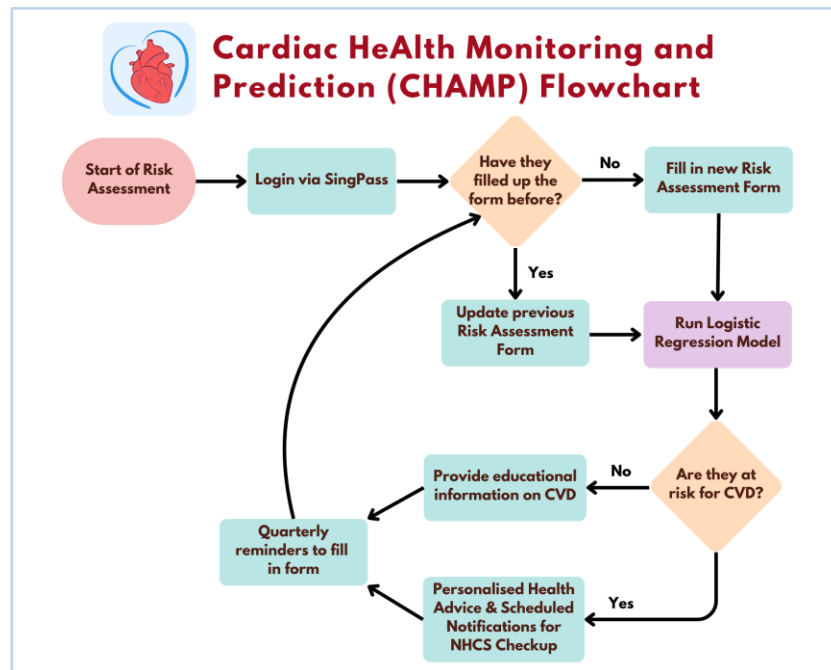 Cardiac HeAlth Monitoring and
Prediction (CHAMP) Flowchart
Start of Risk
Assessment
Login via SingPass
Have they
filled up the
form before?
No
Fill in new Risk
Assessment Form
Yes
Update previous
Risk Assessment
Form
Run Logistic
Regression Model
Are they at
risk for CVD?
No
Provide educational
information on CVD
Quarterly
reminders to fill
in form
Yes
Personalised Health
Advice & Scheduled
Notifications for
NHCS Checkup